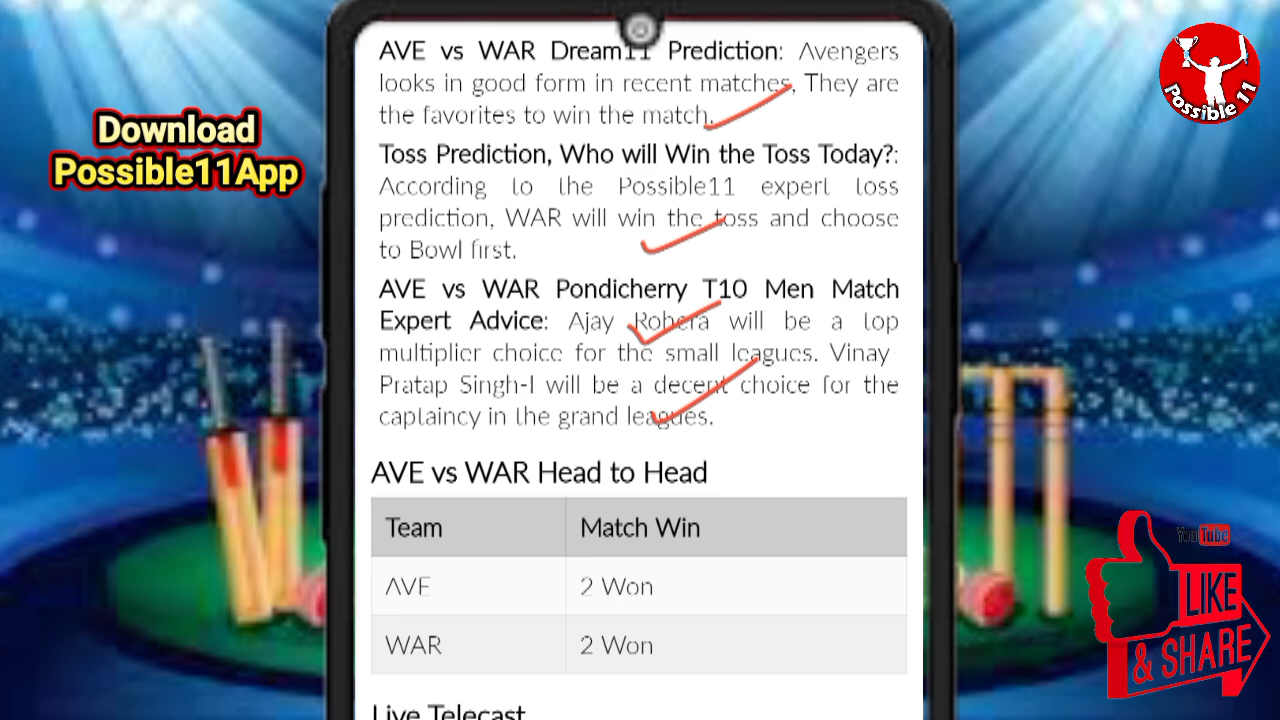 Download
Possible11App
AVE vs WAR Dream11 Prediction: Avengers
looks in good form in recent matches, They are
the favorites to win the match.
Toss Prediction, Who will Win the Toss Today?:
According to the Possible11 expert toss
prediction, WAR will win the toss and choose
to Bowl first.
AVE vs WAR Pondicherry T10 Men Match
Expert Advice: Ajay Rohera will be a top
multiplier choice for the small leagues. Vinay
Pratap Singh-I will be a decent choice for the
captaincy in the grand leagues.
AVE vs WAR Head to Head
Team Match Win
AVE 2 Won
WAR 2 Won
Live Telecast
Possible 11
YouTube
LIKE
& SHARE